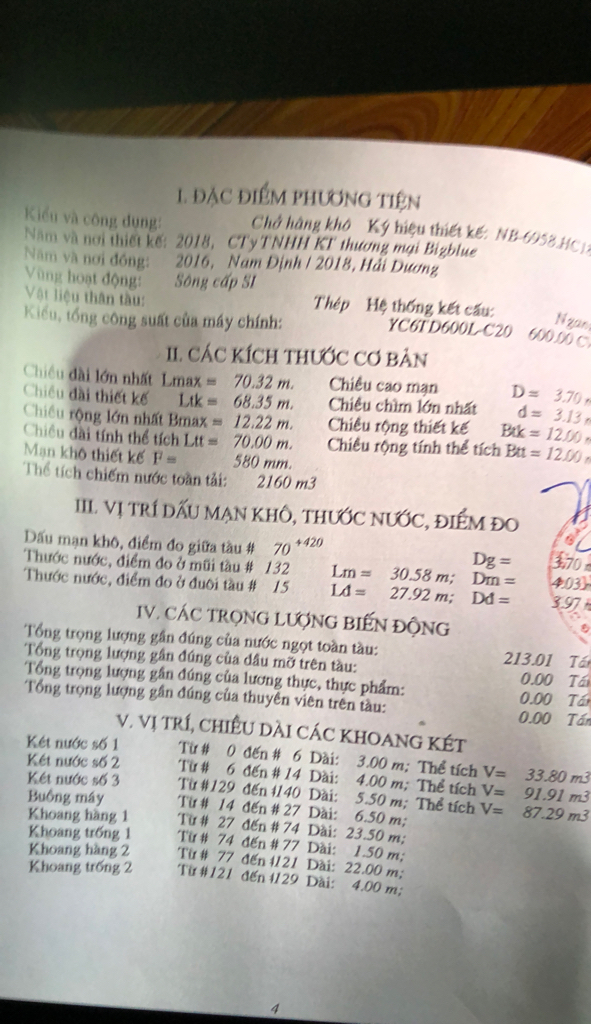 I. ĐẶC ĐIỂM PHƯƠNG TIỆN
Kiểu và công dụng: Chở hàng khô Ký hiệu thiết kế: NB-6958.HC18
Năm và nơi thiết kế: 2018, CTy TNHH KT thương mại Bigblue
Năm và nơi đóng: 2016, Nam Định / 2018, Hải Dương
Vùng hoạt động: Sông cấp SI
Vật liệu thân tàu: Thép Hệ thống kết cấu: Ngang
Kiểu, tổng công suất của máy chính: YC6TD600L-C20 600.00 C
II. CÁC KÍCH THƯỚC CƠ BẢN
Chiều dài lớn nhất Lmax = 70.32 m. Chiều cao mạn D = 3.70 m
Chiều dài thiết kế Ltk = 68.35 m. Chiều chìm lớn nhất d = 3.13 m
Chiều rộng lớn nhất Bmax = 12.22 m. Chiều rộng thiết kế Btk = 12.00 m
Chiều dài tính thể tích Ltt = 70.00 m. Chiều rộng tính thể tích Btt = 12.00 m
Mạn khô thiết kế F = 580 mm.
Thể tích chiếm nước toàn tải: 2160 m3
III. VỊ TRÍ DẤU MẠN KHÔ, THƯỚC NƯỚC, ĐIỂM ĐO
Dấu mạn khô, điểm đo giữa tàu # 70 +420 Dg = 3.70 m
Thước nước, điểm đo ở mũi tàu # 132 Lm = 30.58 m; Dm = 4.03 m
Thước nước, điểm đo ở đuôi tàu # 15 Ld = 27.92 m; Dd = 3.97 m
IV. CÁC TRỌNG LƯỢNG BIẾN ĐỘNG
Tổng trọng lượng gần đúng của nước ngọt toàn tàu: 213.01 Tấn
Tổng trọng lượng gần đúng của dầu mỡ trên tàu: 0.00 Tấn
Tổng trọng lượng gần đúng của lương thực, thực phẩm: 0.00 Tấn
Tổng trọng lượng gần đúng của thuyền viên trên tàu: 0.00 Tấn
V. VỊ TRÍ, CHIỀU DÀI CÁC KHOANG KÉT
Két nước số 1 Từ # 0 đến # 6 Dài: 3.00 m; Thể tích V= 33.80 m3
Két nước số 2 Từ # 6 đến # 14 Dài: 4.00 m; Thể tích V= 91.91 m3
Két nước số 3 Từ #129 đến #140 Dài: 5.50 m; Thể tích V= 87.29 m3
Buồng máy Từ # 14 đến # 27 Dài: 6.50 m;
Khoang hàng 1 Từ # 27 đến # 74 Dài: 23.50 m;
Khoang trống 1 Từ # 74 đến # 77 Dài: 1.50 m;
Khoang hàng 2 Từ # 77 đến #121 Dài: 22.00 m;
Khoang trống 2 Từ #121 đến #129 Dài: 4.00 m;
4